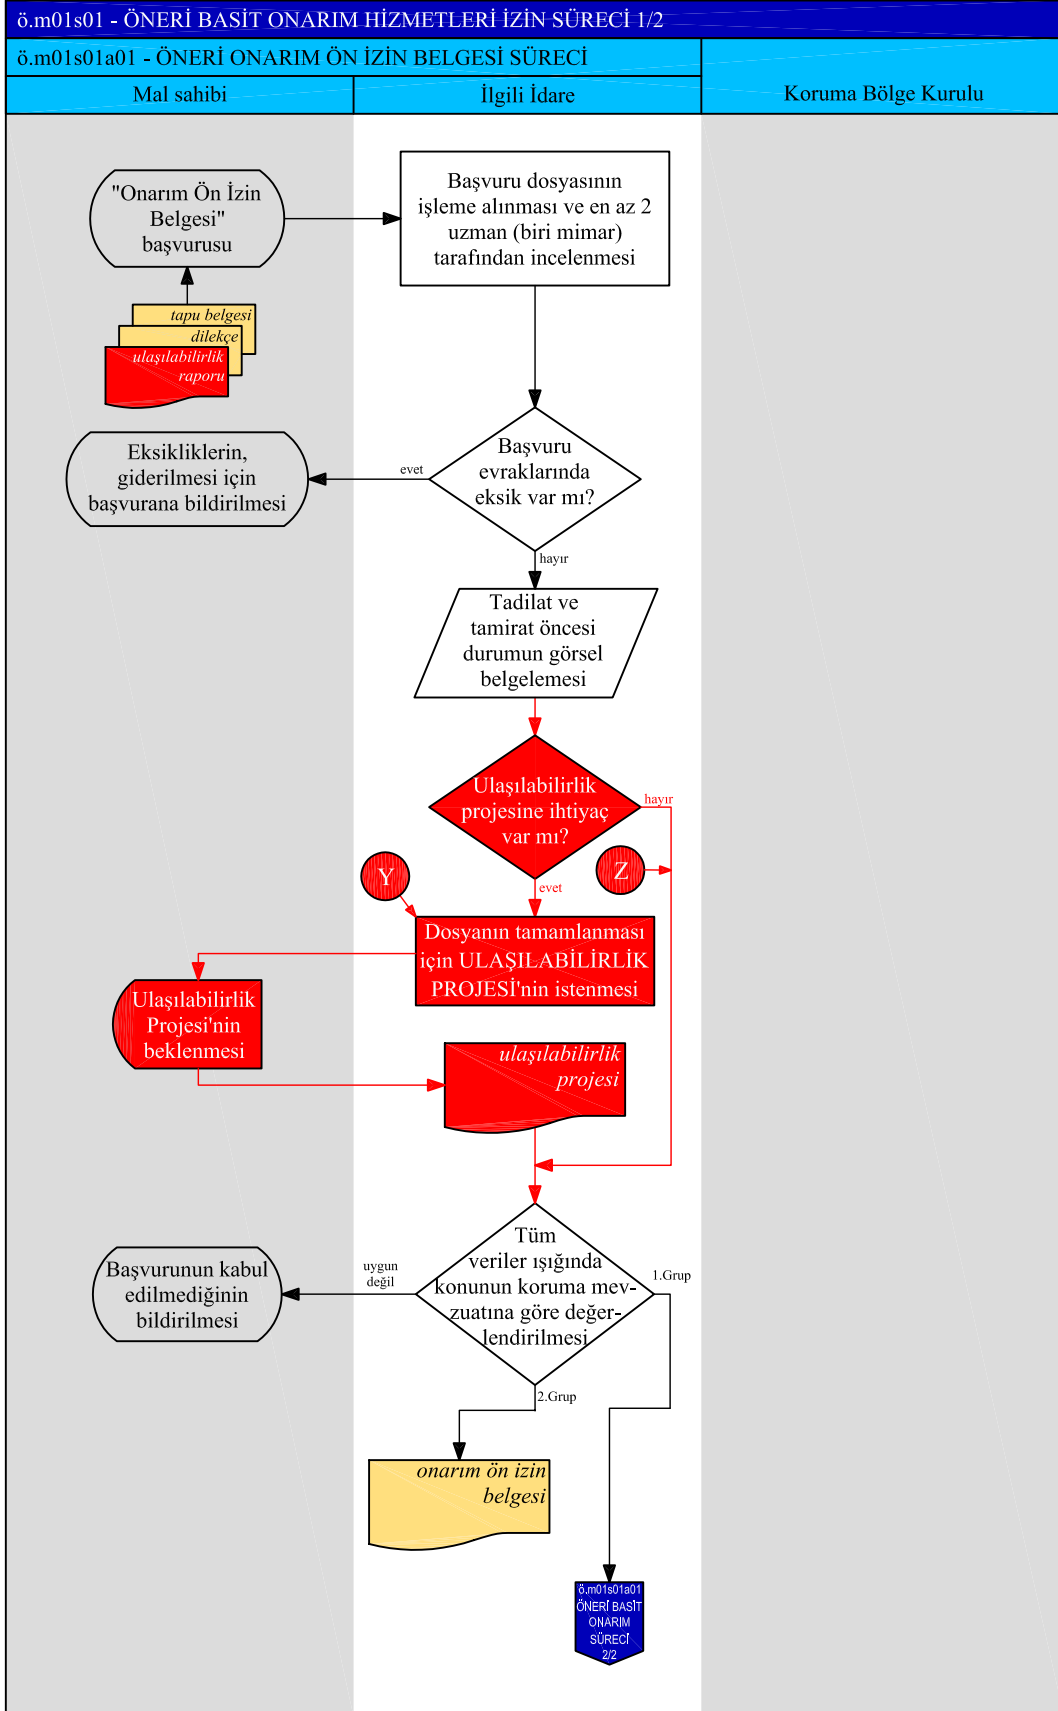 ö.m01s01 - ÖNERİ BASİT ONARIM HİZMETLERİ İZİN SÜRECİ 1/2
ö.m01s01a01 - ÖNERİ ONARIM ÖN İZİN BELGESİ SÜRECİ
Mal sahibi
İlgili İdare
Koruma Bölge Kurulu
"Onarım Ön İzin
Belgesi"
başvurusu
Başvuru dosyasının
işleme alınması ve en az 2
uzman (biri mimar)
tarafından incelenmesi
tapu belgesi
dilekçe
ulaşılabilirlik
raporu
Başvuru
evraklarında
eksik var mı?
evet
Eksikliklerin,
giderilmesi için
başvurana bildirilmesi
hayır
Tadilat ve
tamirat öncesi
durumun görsel
belgelemesi
Ulaşılabilirlik
projesine ihtiyaç
var mı?
hayır
Y
Z
evet
Dosyanın tamamlanması
için ULAŞILABİLİRLİK
PROJESİ'nin istenmesi
Ulaşılabilirlik
Projesi'nin
beklenmesi
ulaşılabilirlik
projesi
Tüm
veriler ışığında
konunun koruma mev-
zuatına göre değer-
lendirilmesi
uygun
değil
1.Grup
Başvurunun kabul
edilmediğinin
bildirilmesi
2.Grup
onarım ön izin
belgesi
ö.m01s01a01
ÖNERİ BASİT
ONARIM
SÜRECİ
2/2